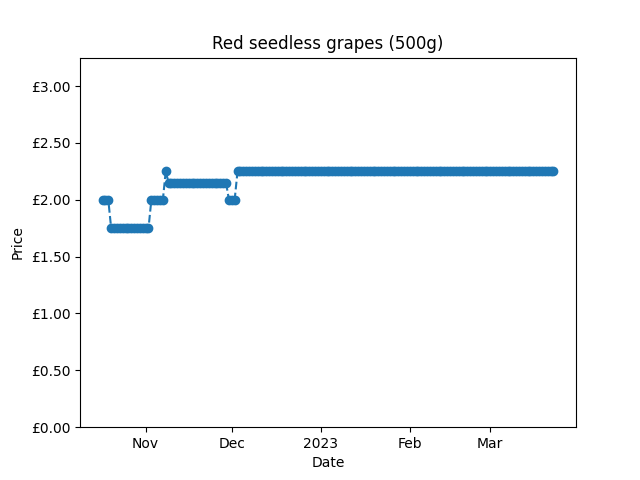 Red seedless grapes (500g)
£3.00
£2.50
£2.00
£1.50
£1.00
£0.50
£0.00
Price
Nov Dec 2023 Feb Mar
Date